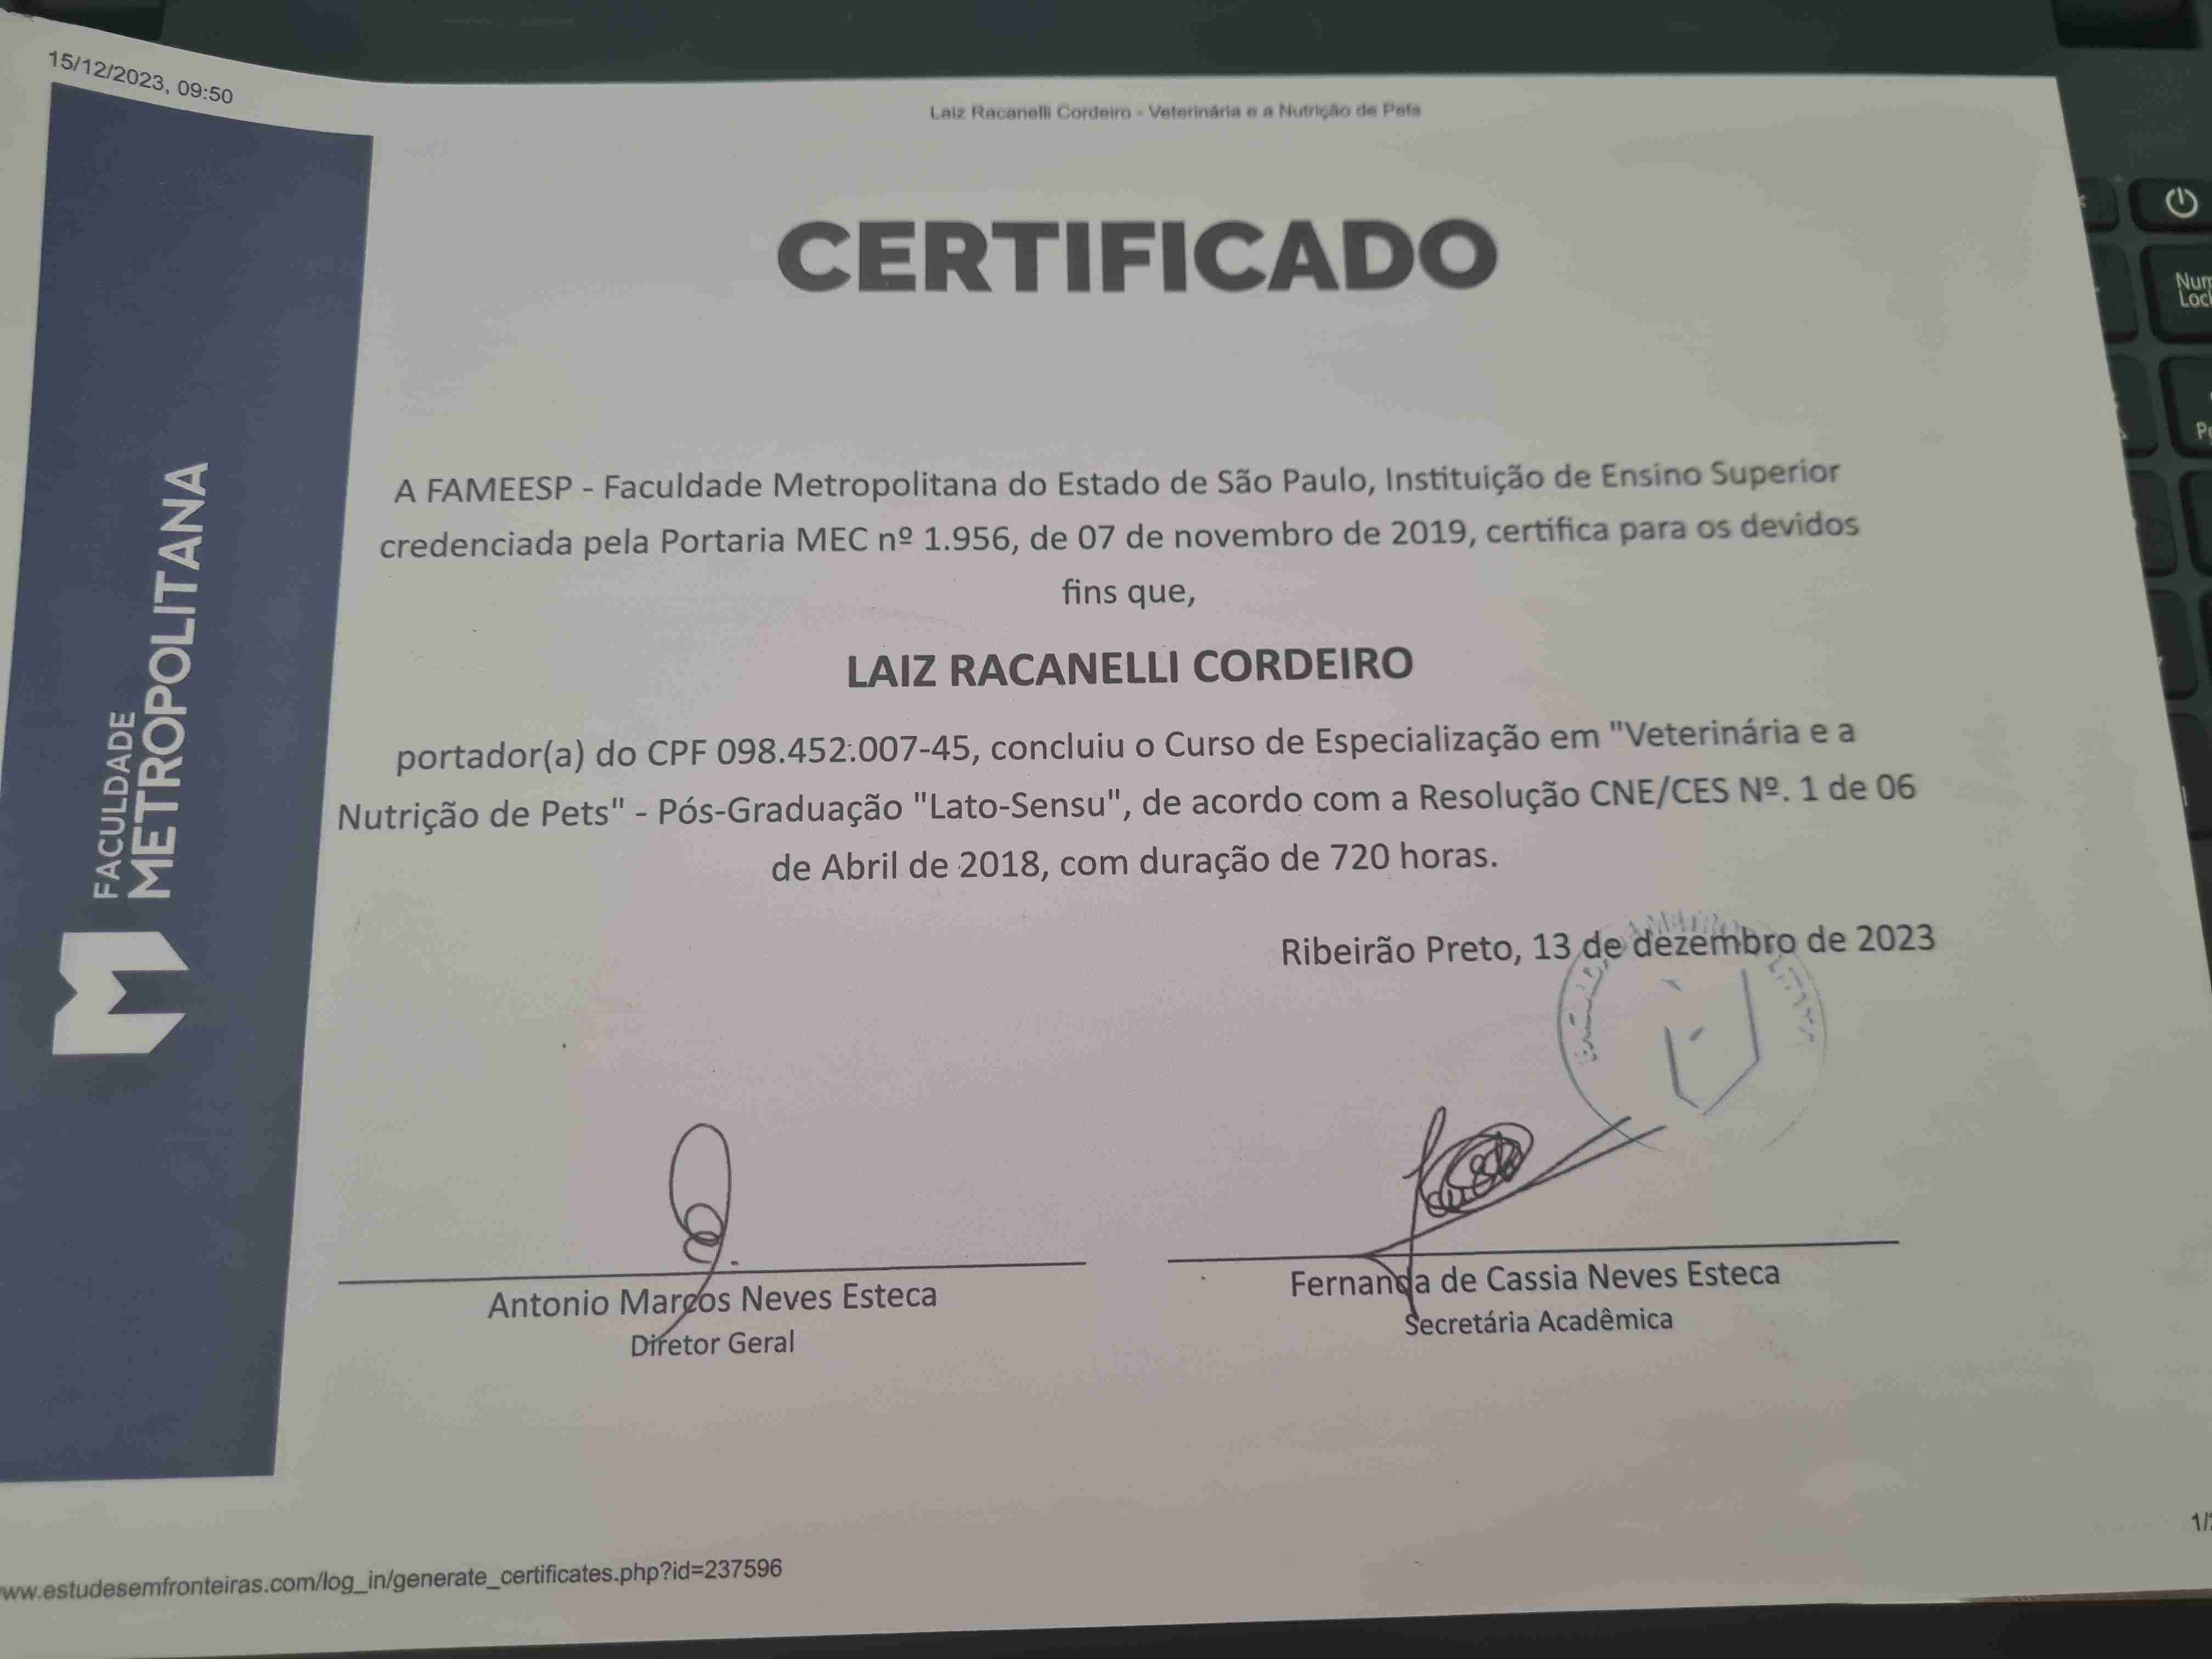 15/12/2023, 09:50
Laiz Racanelli Cordeiro - Veterinária e a Nutrição de Pets
CERTIFICADO
FACULDADE
METROPOLITANA
A FAMEESP - Faculdade Metropolitana do Estado de São Paulo, Instituição de Ensino Superior
credenciada pela Portaria MEC nº 1.956, de 07 de novembro de 2019, certifica para os devidos
fins que,
LAIZ RACANELLI CORDEIRO
portador(a) do CPF 098.452.007-45, concluiu o Curso de Especialização em "Veterinária e a
Nutrição de Pets" - Pós-Graduação "Lato-Sensu", de acordo com a Resolução CNE/CES Nº. 1 de 06
de Abril de 2018, com duração de 720 horas.
Ribeirão Preto, 13 de dezembro de 2023
Antonio Marcos Neves Esteca
Diretor Geral
Fernanda de Cassia Neves Esteca
Secretária Acadêmica
ww.estudesemfronteiras.com/log_in/generate_certificates.php?id=237596
Num
Lock